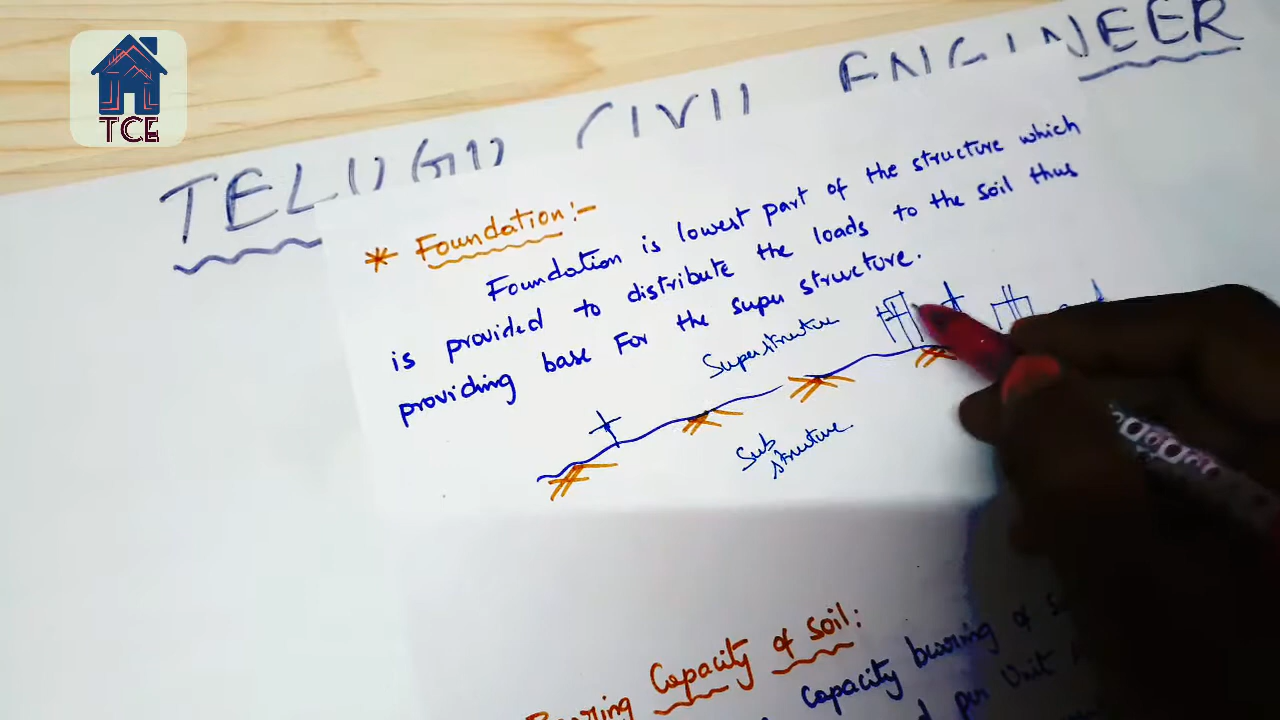 TCE
TELUGU CIVIL ENGINEER
* Foundation:-
Foundation is lowest part of the structure which
is provided to distribute the loads to the soil thus
providing base For the super structure.
Superstructure
Sub
structure
Bearing Capacity of soil:
capacity bearing of
per Unit